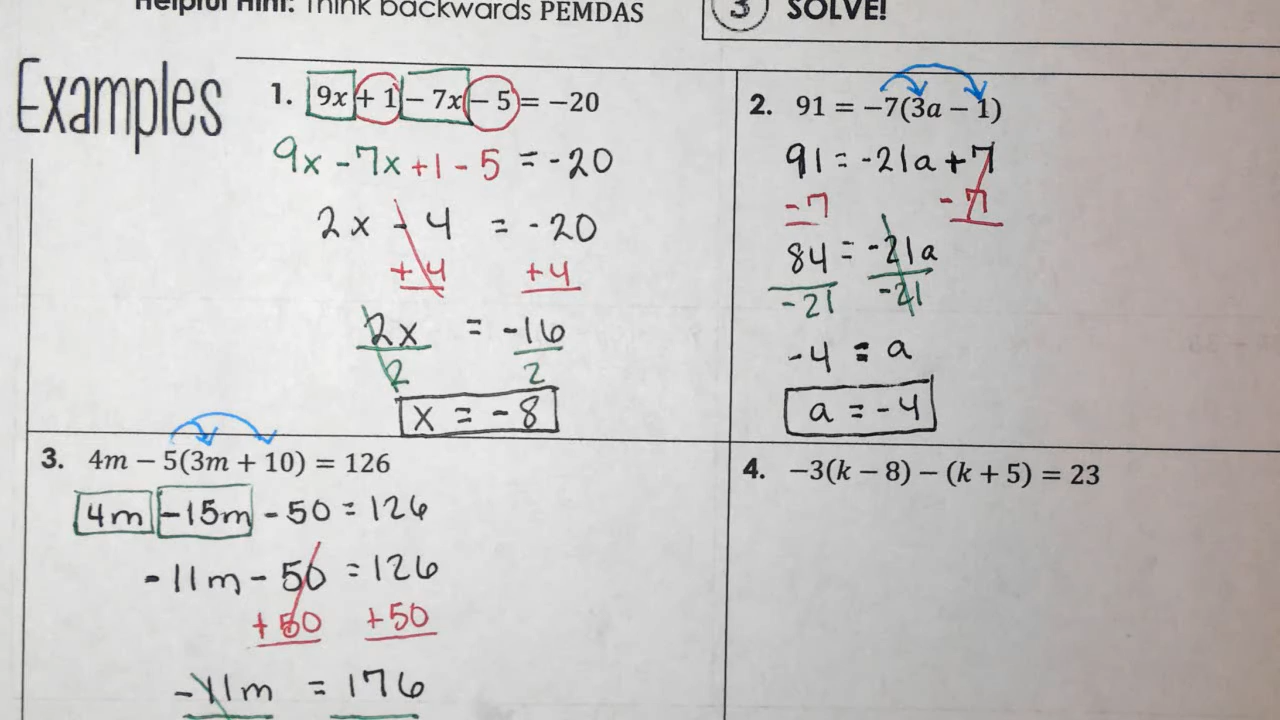 Helpful Hint: Think backwards PEMDAS
3 SOLVE!
Examples
1. 9x + 1 − 7x − 5 = −20
9x - 7x + 1 - 5 = -20
2x - 4 = -20
+4 +4
2x = -16
2 2
x = -8
2. 91 = −7(3a − 1)
91 = -21a + 7
-7 -7
84 = -21a
-21 -21
-4 = a
a = -4
3. 4m − 5(3m + 10) = 126
4m -15m - 50 = 126
-11m - 50 = 126
+50 +50
-11m = 176
4. −3(k − 8) − (k + 5) = 23